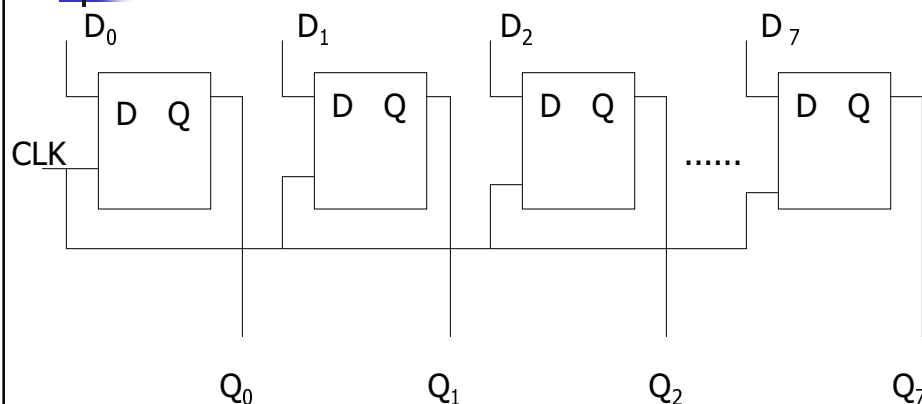 D₀ D₁ D₂ D₇
D Q D Q D Q D Q
CLK
......
Q₀ Q₁ Q₂ Q₇